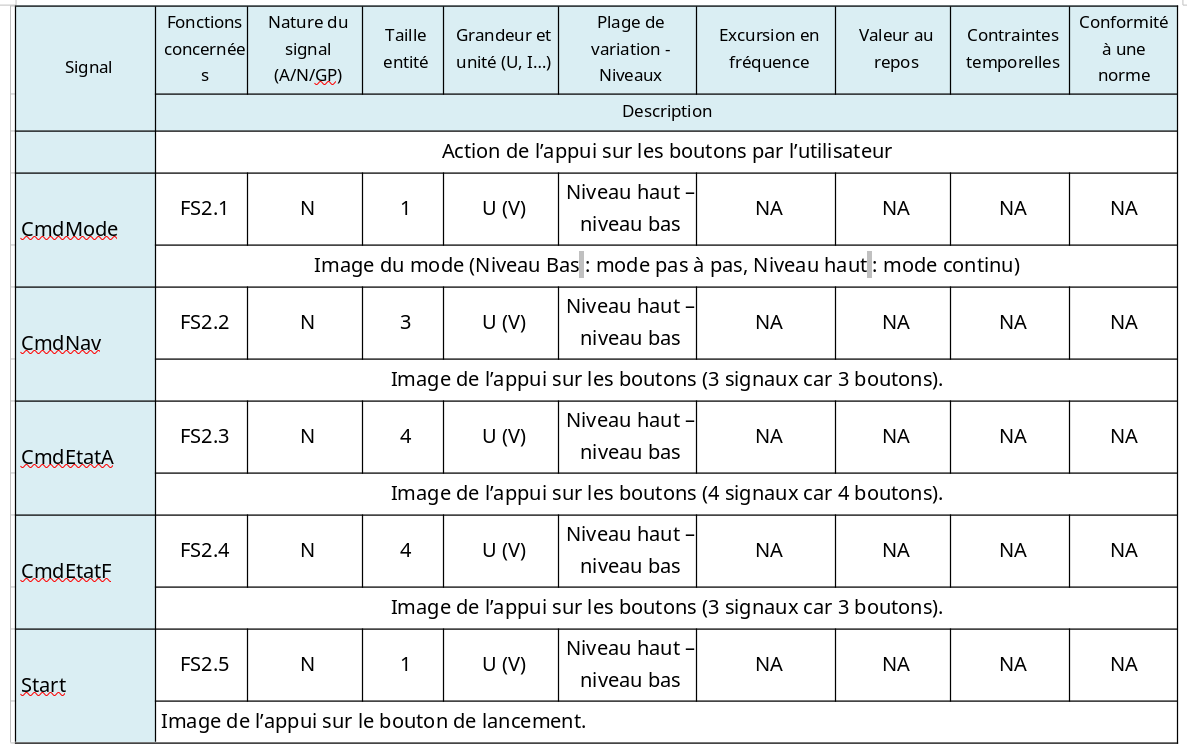 Signal
Fonctions
concernée
s
Nature du
signal
(A/N/GP)
Taille
entité
Grandeur et
unité (U, I...)
Plage de
variation -
Niveaux
Excursion en
fréquence
Valeur au
repos
Contraintes
temporelles
Conformité
à une
norme
Description
Action de l’appui sur les boutons par l’utilisateur
CmdMode
FS2.1
N
1
U (V)
Niveau haut –
niveau bas
NA
NA
NA
NA
Image du mode (Niveau Bas : mode pas à pas, Niveau haut : mode continu)
CmdNav
FS2.2
N
3
U (V)
Niveau haut –
niveau bas
NA
NA
NA
NA
Image de l’appui sur les boutons (3 signaux car 3 boutons).
CmdEtatA
FS2.3
N
4
U (V)
Niveau haut –
niveau bas
NA
NA
NA
NA
Image de l’appui sur les boutons (4 signaux car 4 boutons).
CmdEtatF
FS2.4
N
4
U (V)
Niveau haut –
niveau bas
NA
NA
NA
NA
Image de l’appui sur les boutons (3 signaux car 3 boutons).
Start
FS2.5
N
1
U (V)
Niveau haut –
niveau bas
NA
NA
NA
NA
Image de l’appui sur le bouton de lancement.